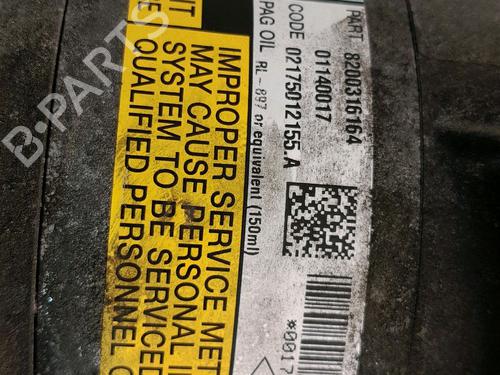 PART 8200316164
01140017
CODE 02175012155.A
PAG OIL RL-897 or equivalent (150ml)
*0017
IMPROPER SERVICE MET
MAY CAUSE PERSONAL I
SYSTEM TO BE SERVICED
QUALIFIED PERSONNEL O
B-PARTS